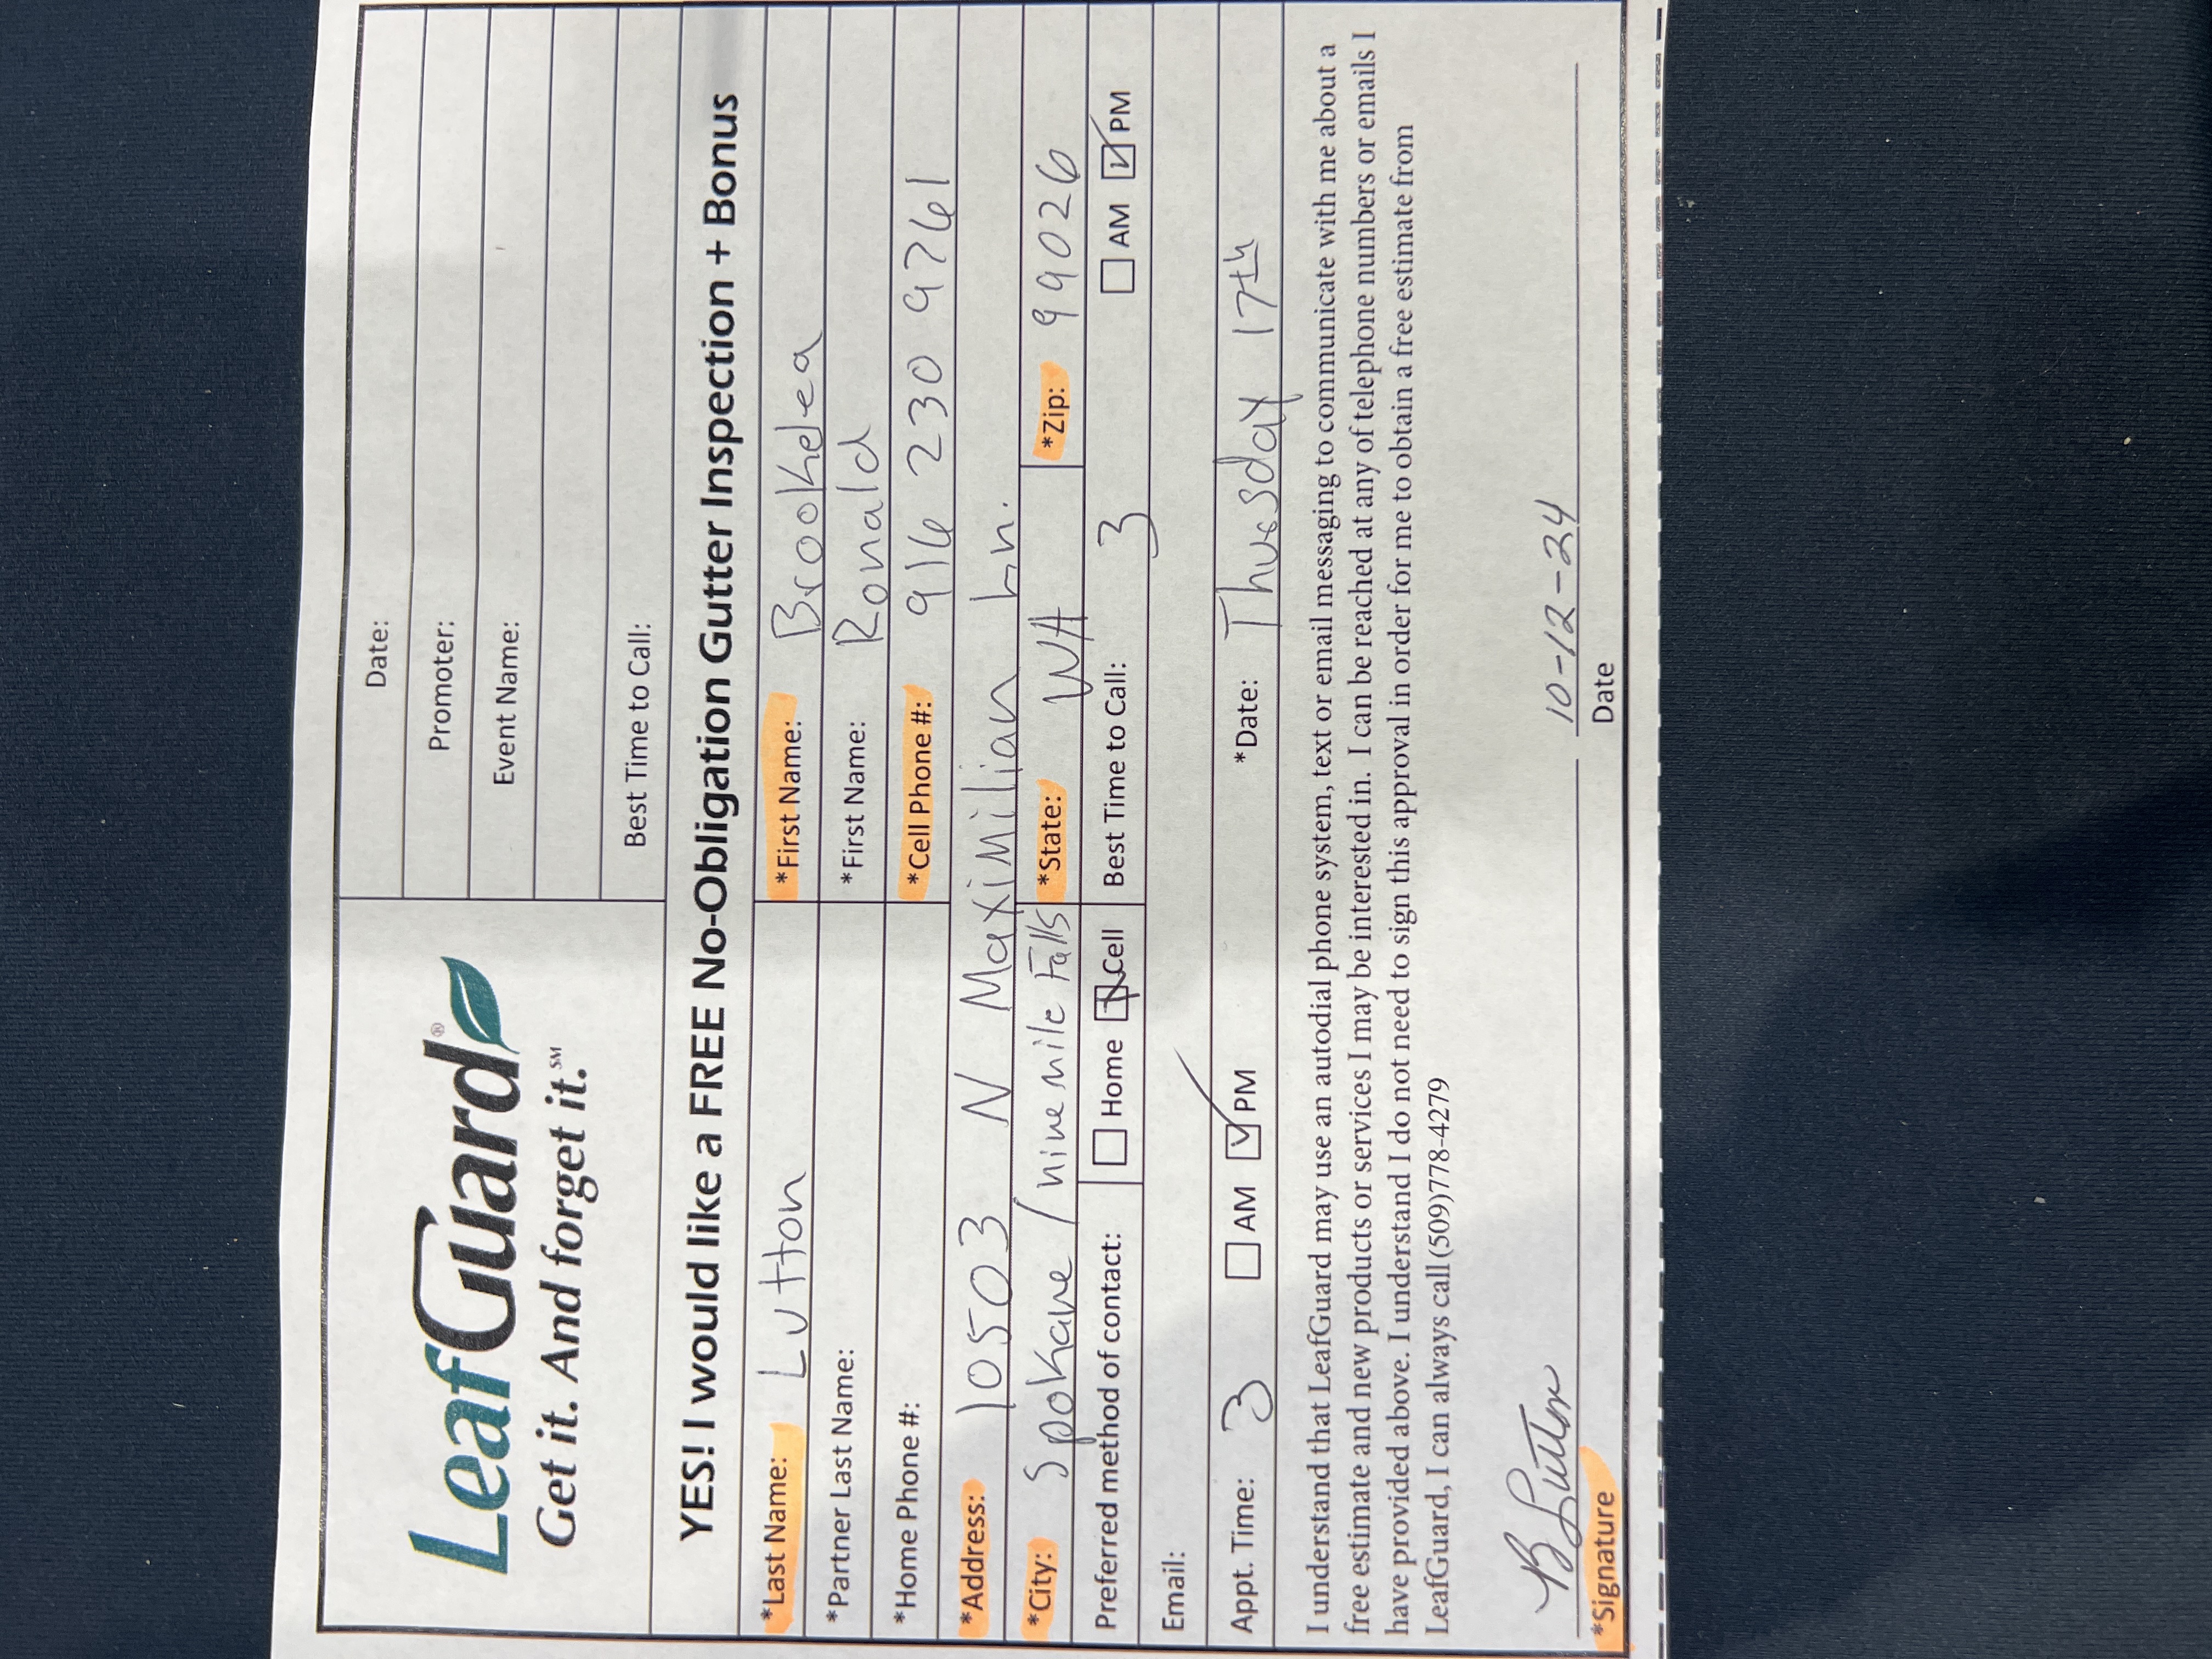 LeafGuard®
Get it. And forget it.℠
Date:
Promoter:
Event Name:
Best Time to Call:
YES! I would like a FREE No-Obligation Gutter Inspection + Bonus
*Last Name: Lutton *First Name: Brookelea
*Partner Last Name: *First Name: Ronald
*Home Phone #: *Cell Phone #: 916 230 9761
*Address: 10503 N Maximilian Ln.
*City: Spokane / nine mile Falls *State: WA *Zip: 99026
Preferred method of contact: Home Cell Best Time to Call: 3 AM PM
Email:
Appt. Time: 3 AM PM *Date: Thursday 17th
I understand that LeafGuard may use an autodial phone system, text or email messaging to communicate with me about a
free estimate and new products or services I may be interested in. I can be reached at any of telephone numbers or emails I
have provided above. I understand I do not need to sign this approval in order for me to obtain a free estimate from
LeafGuard, I can always call (509)778-4279
B Lutton 10-12-24
*Signature Date